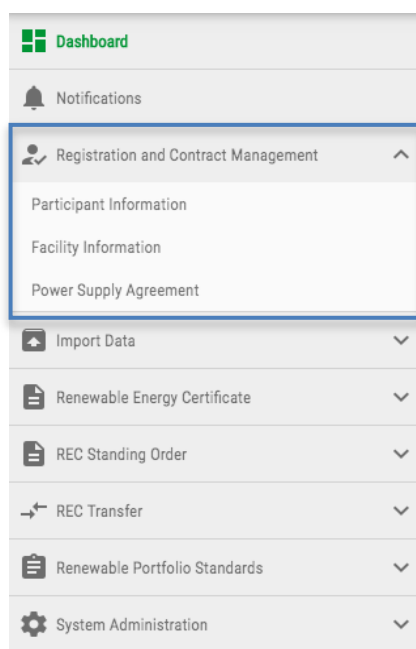 Dashboard
Notifications
Registration and Contract Management
Participant Information
Facility Information
Power Supply Agreement
Import Data
Renewable Energy Certificate
REC Standing Order
REC Transfer
Renewable Portfolio Standards
System Administration